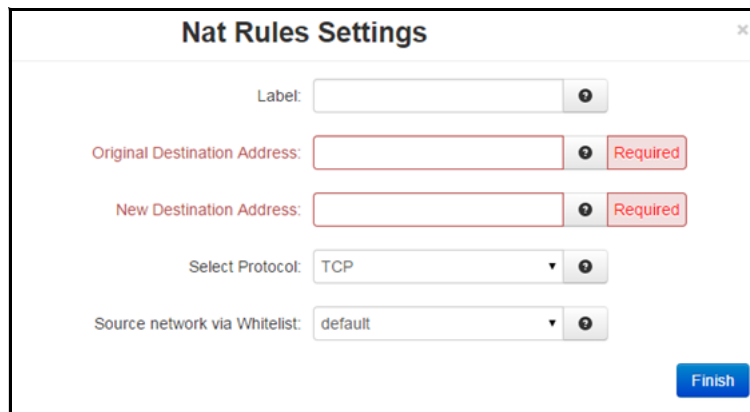 Nat Rules Settings ×
Label:
Original Destination Address: Required
New Destination Address: Required
Select Protocol: TCP
Source network via Whitelist: default
Finish